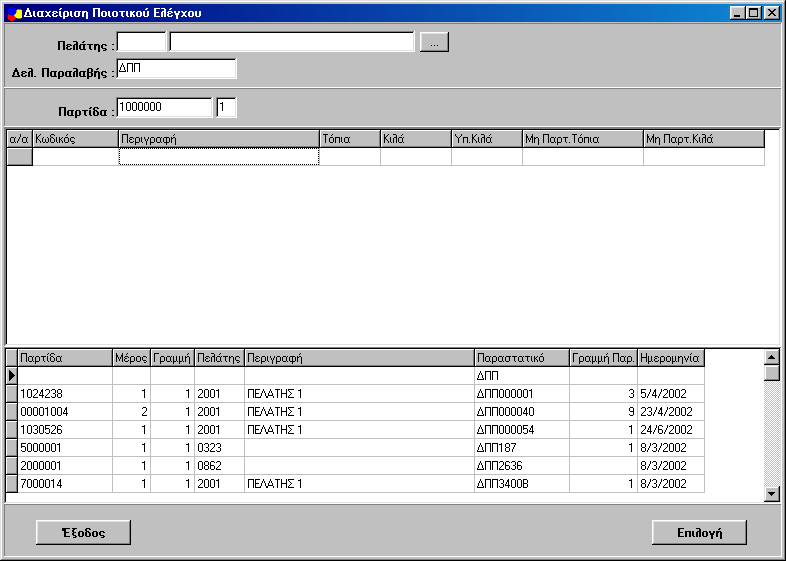 Διαχείριση Ποιοτικού Ελέγχου
Πελάτης : ...
Δελ. Παραλαβής : ΔΠΠ
Παρτίδα : 1000000 1
α/α Κωδικός Περιγραφή Τόπια Κιλά Υπ.Κιλά Μη Παρτ.Τόπια Μη Παρτ.Κιλά
Παρτίδα Μέρος Γραμμή Πελάτης Περιγραφή Παραστατικό Γραμμή Παρ. Ημερομηνία
ΔΠΠ
1024238 1 1 2001 ΠΕΛΑΤΗΣ 1 ΔΠΠ000001 3 5/4/2002
00001004 2 1 2001 ΠΕΛΑΤΗΣ 1 ΔΠΠ000040 9 23/4/2002
1030526 1 1 2001 ΠΕΛΑΤΗΣ 1 ΔΠΠ000054 1 24/6/2002
5000001 1 1 0323 ΔΠΠ187 1 8/3/2002
2000001 1 1 0862 ΔΠΠ2636 8/3/2002
7000014 1 1 2001 ΠΕΛΑΤΗΣ 1 ΔΠΠ3400Β 1 8/3/2002
Έξοδος Επιλογή